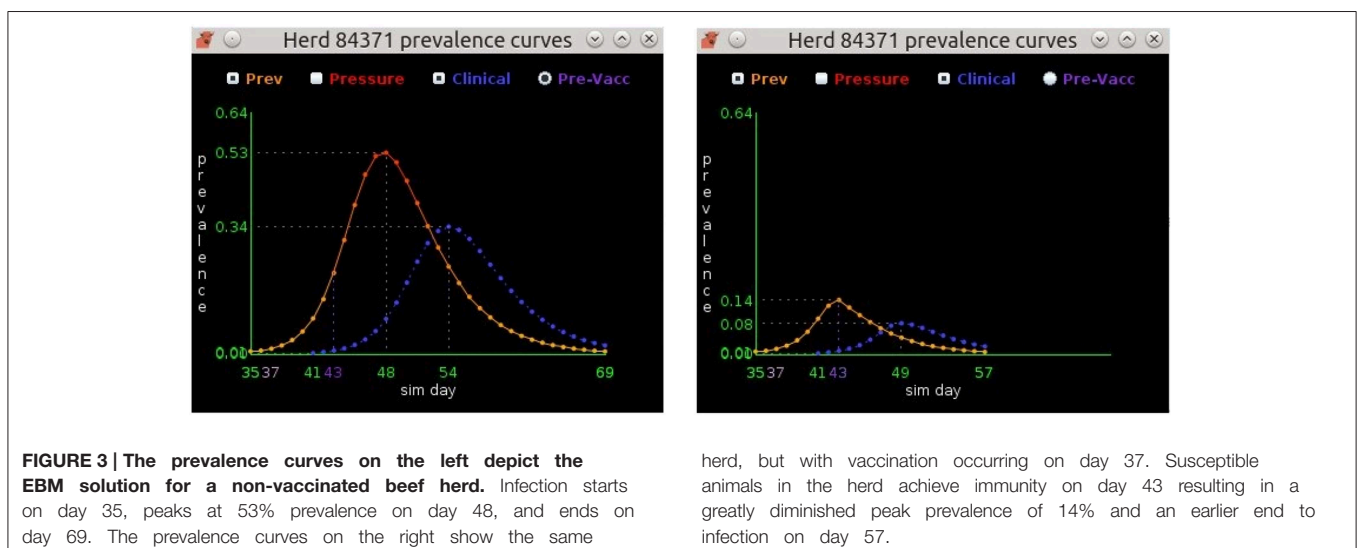 Herd 84371 prevalence curves
Prev Pressure Clinical Pre-Vacc
0.64
0.53
0.34
0.00
prevalence
35 37 41 43 48 54 69
sim day
Herd 84371 prevalence curves
Prev Pressure Clinical Pre-Vacc
0.64
0.14
0.08
0.00
prevalence
35 37 41 43 49 57
sim day
FIGURE 3 | The prevalence curves on the left depict the
EBM solution for a non-vaccinated beef herd. Infection starts
on day 35, peaks at 53% prevalence on day 48, and ends on
day 69. The prevalence curves on the right show the same
herd, but with vaccination occurring on day 37. Susceptible
animals in the herd achieve immunity on day 43 resulting in a
greatly diminished peak prevalence of 14% and an earlier end to
infection on day 57.